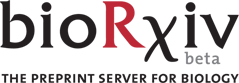 bioRχiv
beta
THE PREPRINT SERVER FOR BIOLOGY